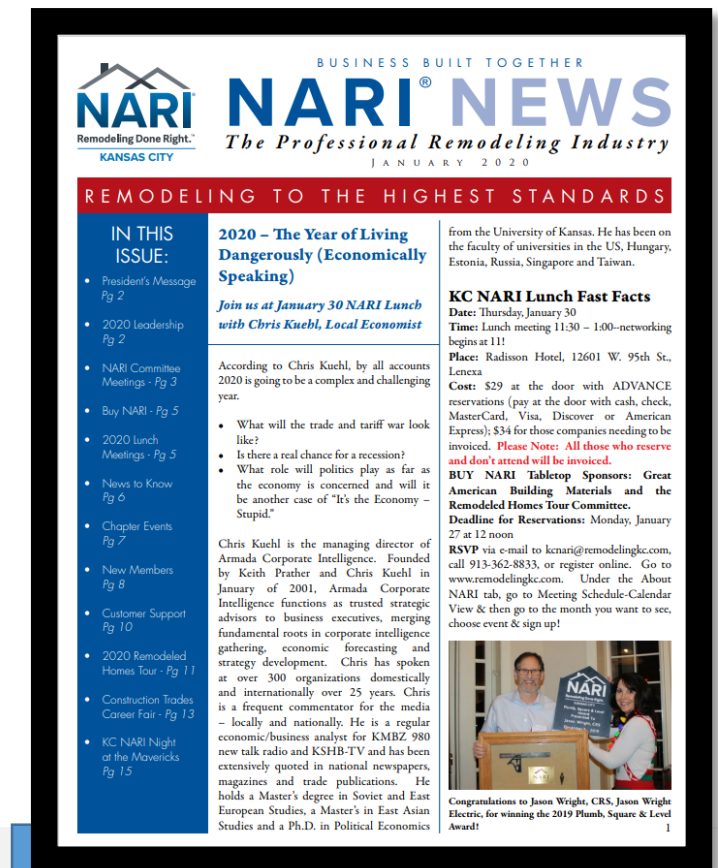 BUSINESS BUILT TOGETHER
NARI
Remodeling Done Right.™
KANSAS CITY
NARI® NEWS
The Professional Remodeling Industry
JANUARY 2020
REMODELING TO THE HIGHEST STANDARDS
IN THIS
ISSUE:
• President's Message
Pg 2
• 2020 Leadership
Pg 2
• NARI Committee
Meetings - Pg 3
• Buy NARI - Pg 5
• 2020 Lunch
Meetings - Pg 5
• News to Know
Pg 6
• Chapter Events
Pg 7
• New Members
Pg 8
• Customer Support
Pg 10
• 2020 Remodeled
Homes Tour - Pg 11
• Construction Trades
Career Fair - Pg 13
• KC NARI Night
at the Mavericks
Pg 15
2020 – The Year of Living
Dangerously (Economically
Speaking)
Join us at January 30 NARI Lunch
with Chris Kuehl, Local Economist
According to Chris Kuehl, by all accounts
2020 is going to be a complex and challenging
year.
• What will the trade and tariff war look
like?
• Is there a real chance for a recession?
• What role will politics play as far as
the economy is concerned and will it
be another case of "It's the Economy –
Stupid."
Chris Kuehl is the managing director of
Armada Corporate Intelligence. Founded
by Keith Prather and Chris Kuehl in
January of 2001, Armada Corporate
Intelligence functions as trusted strategic
advisors to business executives, merging
fundamental roots in corporate intelligence
gathering, economic forecasting and
strategy development. Chris has spoken
at over 300 organizations domestically
and internationally over 25 years. Chris
is a frequent commentator for the media
– locally and nationally. He is a regular
economic/business analyst for KMBZ 980
new talk radio and KSHB-TV and has been
extensively quoted in national newspapers,
magazines and trade publications. He
holds a Master's degree in Soviet and East
European Studies, a Master's in East Asian
Studies and a Ph.D. in Political Economics
from the University of Kansas. He has been on
the faculty of universities in the US, Hungary,
Estonia, Russia, Singapore and Taiwan.
KC NARI Lunch Fast Facts
Date: Thursday, January 30
Time: Lunch meeting 11:30 – 1:00--networking
begins at 11!
Place: Radisson Hotel, 12601 W. 95th St.,
Lenexa
Cost: $29 at the door with ADVANCE
reservations (pay at the door with cash, check,
MasterCard, Visa, Discover or American
Express); $34 for those companies needing to be
invoiced. Please Note: All those who reserve
and don't attend will be invoiced.
BUY NARI Tabletop Sponsors: Great
American Building Materials and the
Remodeled Homes Tour Committee.
Deadline for Reservations: Monday, January
27 at 12 noon
RSVP via e-mail to kcnari@remodelingkc.com,
call 913-362-8833, or register online. Go to
www.remodelingkc.com. Under the About
NARI tab, go to Meeting Schedule-Calendar
View & then go to the month you want to see,
choose event & sign up!
NARI
Remodeling Done Right.
Plumb, Square & Level
Presented To
Jason Wright, CRS
NARI
Congratulations to Jason Wright, CRS, Jason Wright
Electric, for winning the 2019 Plumb, Square & Level
Award!
1